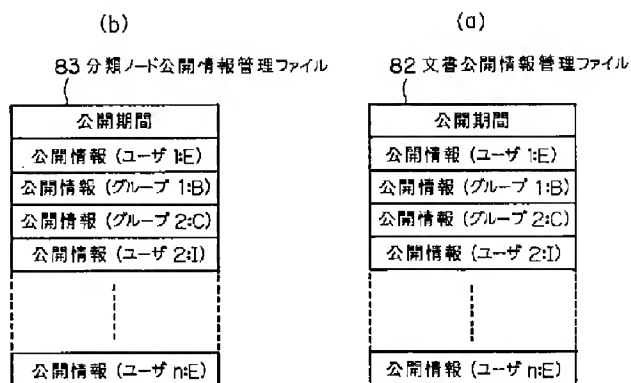 (b)
83 分類ノード公開情報管理ファイル
公開期間
公開情報 (ユーザ 1:E)
公開情報 (グループ 1:B)
公開情報 (グループ 2:C)
公開情報 (ユーザ 2:I)
公開情報 (ユーザ n:E)
(a)
82 文書公開情報管理ファイル
公開期間
公開情報 (ユーザ 1:E)
公開情報 (グループ 1:B)
公開情報 (グループ 2:C)
公開情報 (ユーザ 2:I)
公開情報 (ユーザ n:E)